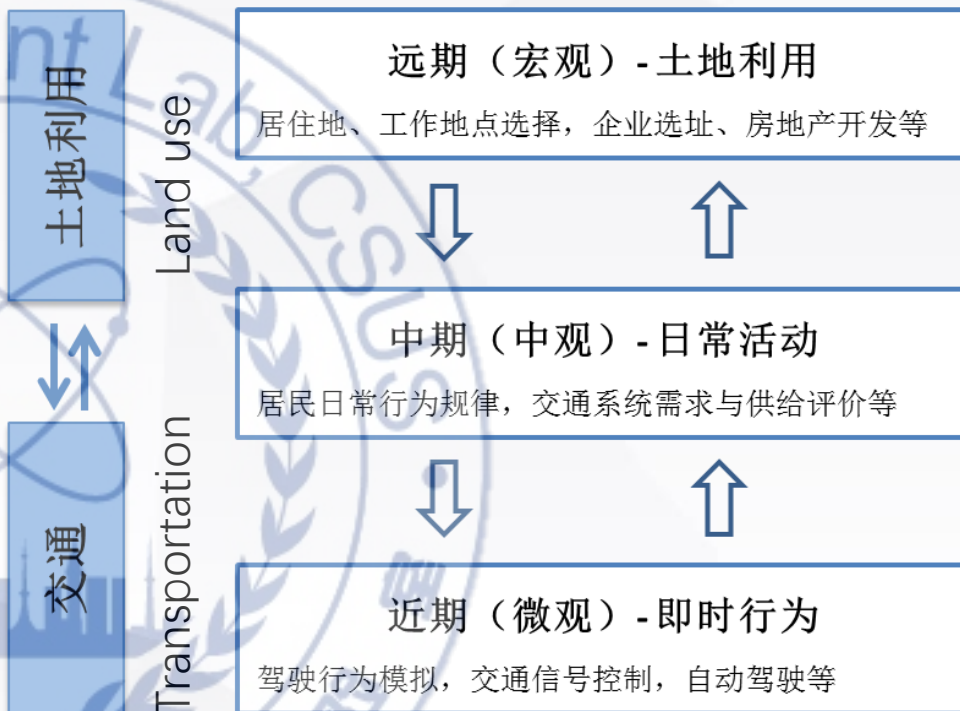 土地利用
Land use
远期（宏观）-土地利用
居住地、工作地点选择，企业选址、房地产开发等
中期（中观）-日常活动
居民日常行为规律，交通系统需求与供给评价等
交通
Transportation
近期（微观）-即时行为
驾驶行为模拟，交通信号控制，自动驾驶等
nt Lab, CSUS.